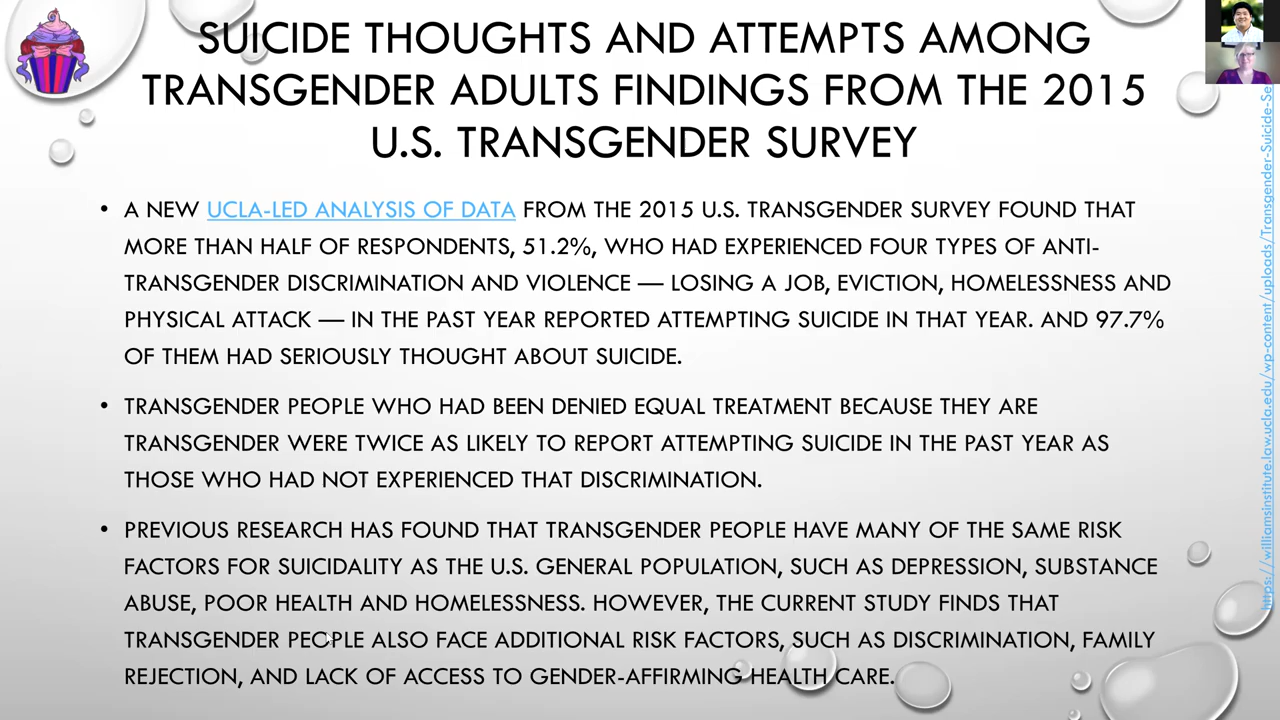 SUICIDE THOUGHTS AND ATTEMPTS AMONG
TRANSGENDER ADULTS FINDINGS FROM THE 2015
U.S. TRANSGENDER SURVEY
• A NEW UCLA-LED ANALYSIS OF DATA FROM THE 2015 U.S. TRANSGENDER SURVEY FOUND THAT
MORE THAN HALF OF RESPONDENTS, 51.2%, WHO HAD EXPERIENCED FOUR TYPES OF ANTI-
TRANSGENDER DISCRIMINATION AND VIOLENCE — LOSING A JOB, EVICTION, HOMELESSNESS AND
PHYSICAL ATTACK — IN THE PAST YEAR REPORTED ATTEMPTING SUICIDE IN THAT YEAR. AND 97.7%
OF THEM HAD SERIOUSLY THOUGHT ABOUT SUICIDE.
• TRANSGENDER PEOPLE WHO HAD BEEN DENIED EQUAL TREATMENT BECAUSE THEY ARE
TRANSGENDER WERE TWICE AS LIKELY TO REPORT ATTEMPTING SUICIDE IN THE PAST YEAR AS
THOSE WHO HAD NOT EXPERIENCED THAT DISCRIMINATION.
• PREVIOUS RESEARCH HAS FOUND THAT TRANSGENDER PEOPLE HAVE MANY OF THE SAME RISK
FACTORS FOR SUICIDALITY AS THE U.S. GENERAL POPULATION, SUCH AS DEPRESSION, SUBSTANCE
ABUSE, POOR HEALTH AND HOMELESSNESS. HOWEVER, THE CURRENT STUDY FINDS THAT
TRANSGENDER PEOPLE ALSO FACE ADDITIONAL RISK FACTORS, SUCH AS DISCRIMINATION, FAMILY
REJECTION, AND LACK OF ACCESS TO GENDER-AFFIRMING HEALTH CARE.
https://williamsinstitute.law.ucla.edu/wp-content/uploads/Transgender-Suicide-Se